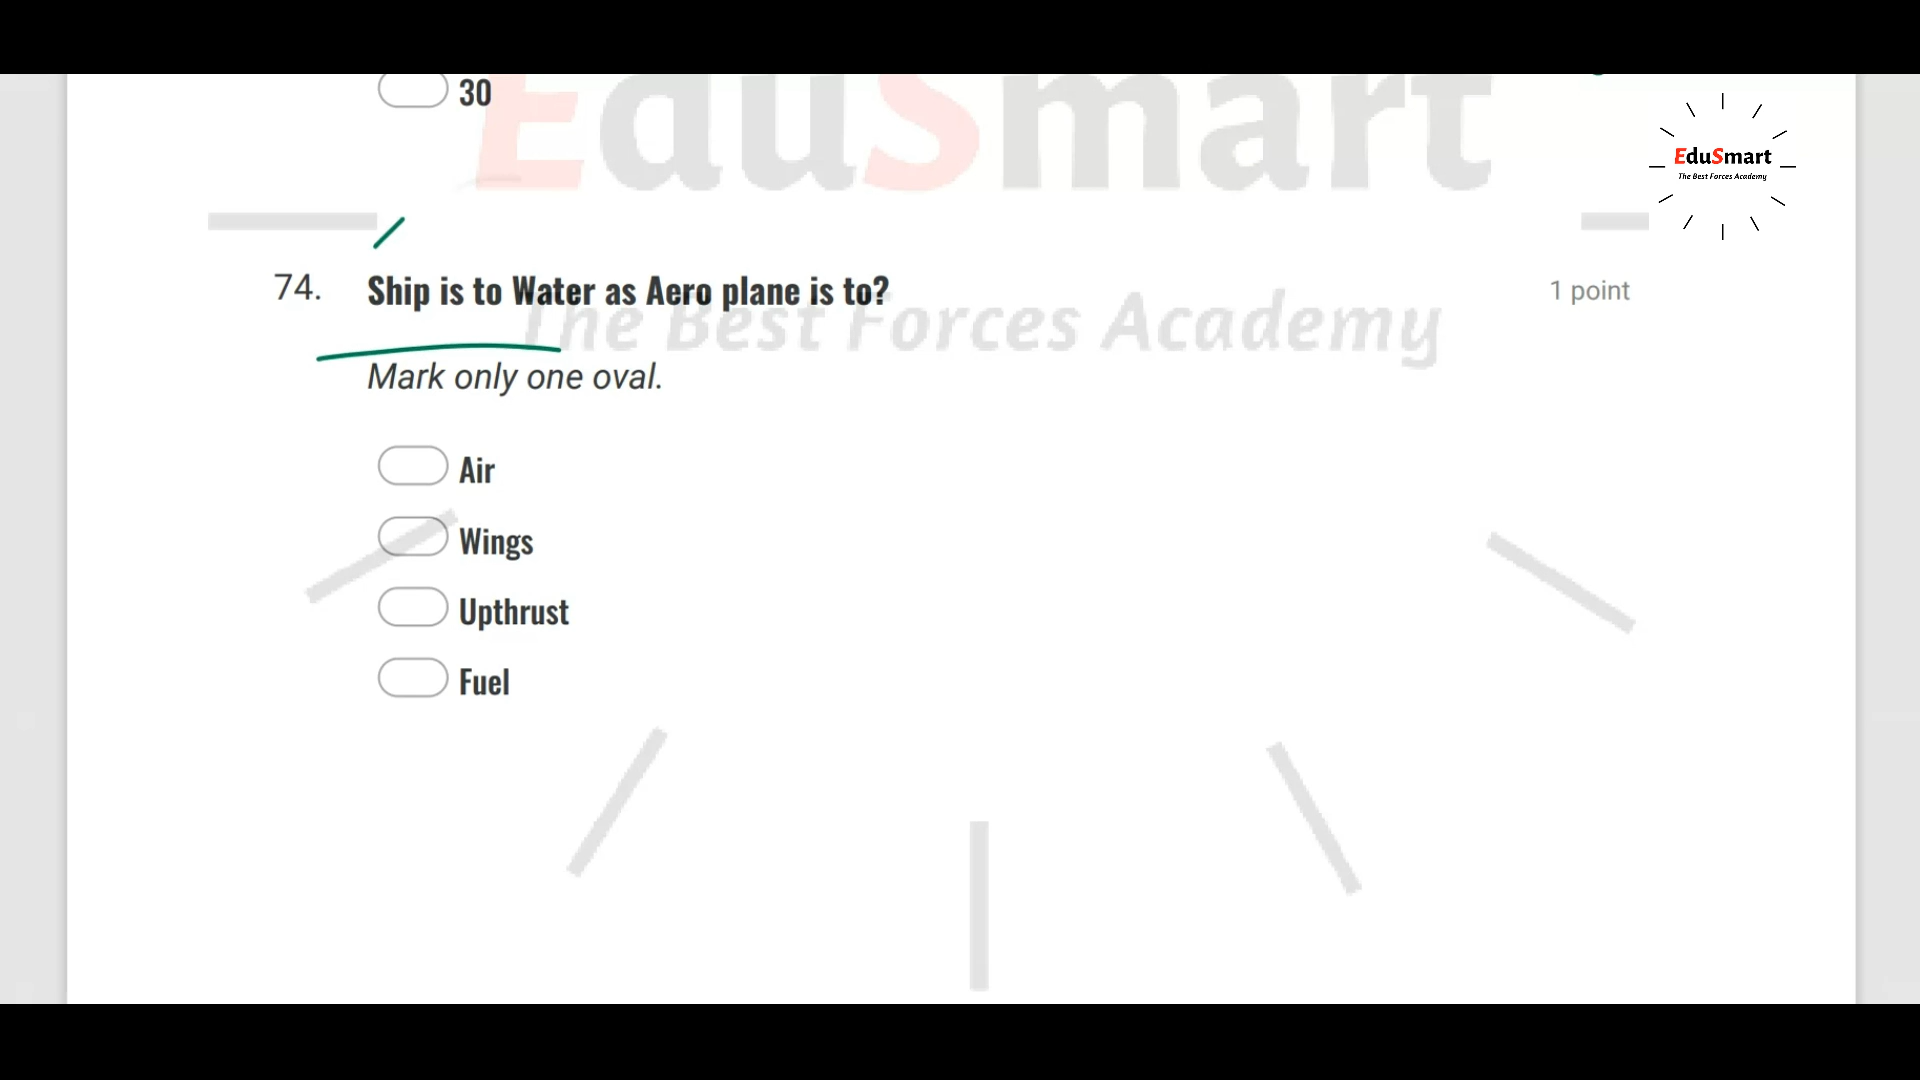 30
EduSmart
EduSmart
The Best Forces Academy
74. Ship is to Water as Aero plane is to? 1 point
The Best Forces Academy
Mark only one oval.
Air
Wings
Upthrust
Fuel